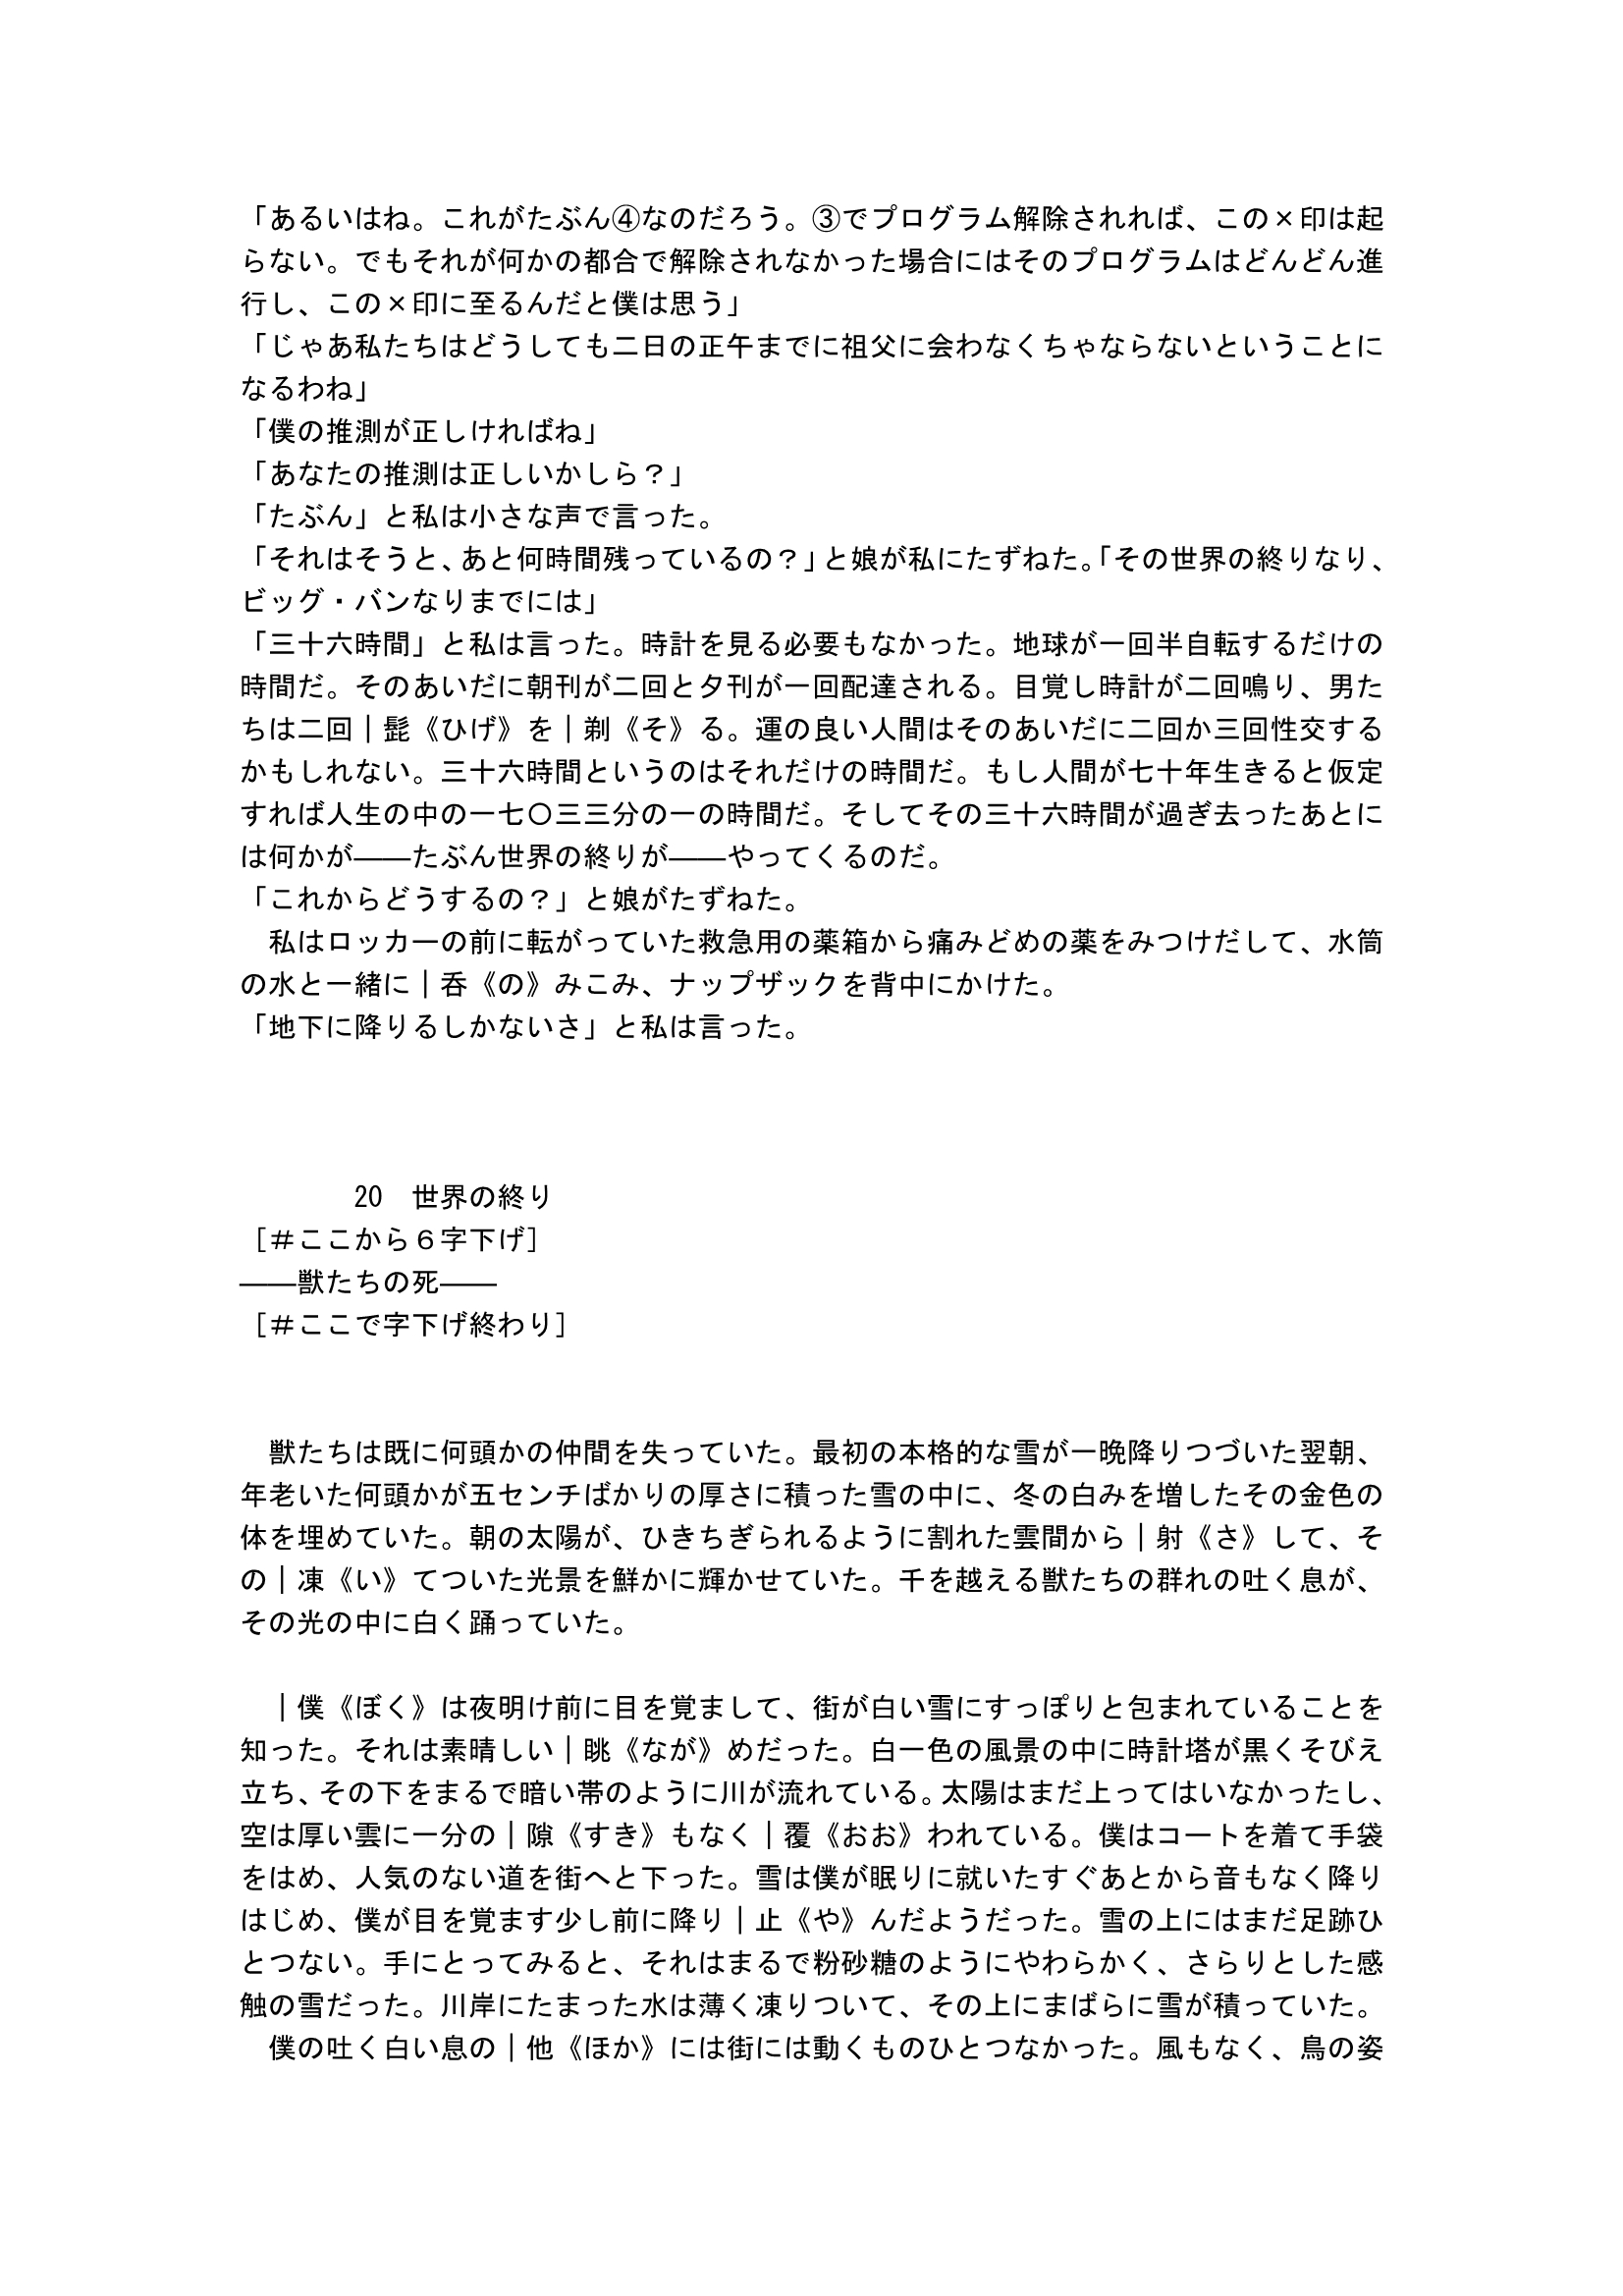 「あるいはね。これがたぶん④なのだろう。③でプログラム解除されれば、この×印は起
らない。でもそれが何かの都合で解除されなかった場合にはそのプログラムはどんどん進
行し、この×印に至るんだと僕は思う」
「じゃあ私たちはどうしても二日の正午までに祖父に会わなくちゃならないということに
なるわね」
「僕の推測が正しければね」
「あなたの推測は正しいかしら？」
「たぶん」と私は小さな声で言った。
「それはそうと、あと何時間残っているの？」と娘が私にたずねた。「その世界の終りなり、
ビッグ・バンなりまでには」
「三十六時間」と私は言った。時計を見る必要もなかった。地球が一回半自転するだけの
時間だ。そのあいだに朝刊が二回と夕刊が一回配達される。目覚し時計が二回鳴り、男た
ちは二回｜髭《ひげ》を｜剃《そ》る。運の良い人間はそのあいだに二回か三回性交する
かもしれない。三十六時間というのはそれだけの時間だ。もし人間が七十年生きると仮定
すれば人生の中の一七〇三三分の一の時間だ。そしてその三十六時間が過ぎ去ったあとに
は何かが――たぶん世界の終りが――やってくるのだ。
「これからどうするの？」と娘がたずねた。
　私はロッカーの前に転がっていた救急用の薬箱から痛みどめの薬をみつけだして、水筒
の水と一緒に｜呑《の》みこみ、ナップザックを背中にかけた。
「地下に降りるしかないさ」と私は言った。
20　世界の終り
［＃ここから６字下げ］
――獣たちの死――
［＃ここで字下げ終わり］
　獣たちは既に何頭かの仲間を失っていた。最初の本格的な雪が一晩降りつづいた翌朝、
年老いた何頭かが五センチばかりの厚さに積った雪の中に、冬の白みを増したその金色の
体を埋めていた。朝の太陽が、ひきちぎられるように割れた雲間から｜射《さ》して、そ
の｜凍《い》てついた光景を鮮かに輝かせていた。千を越える獣たちの群れの吐く息が、
その光の中に白く踊っていた。
　｜僕《ぼく》は夜明け前に目を覚まして、街が白い雪にすっぽりと包まれていることを
知った。それは素晴しい｜眺《なが》めだった。白一色の風景の中に時計塔が黒くそびえ
立ち、その下をまるで暗い帯のように川が流れている。太陽はまだ上ってはいなかったし、
空は厚い雲に一分の｜隙《すき》もなく｜覆《おお》われている。僕はコートを着て手袋
をはめ、人気のない道を街へと下った。雪は僕が眠りに就いたすぐあとから音もなく降り
はじめ、僕が目を覚ます少し前に降り｜止《や》んだようだった。雪の上にはまだ足跡ひ
とつない。手にとってみると、それはまるで粉砂糖のようにやわらかく、さらりとした感
触の雪だった。川岸にたまった水は薄く凍りついて、その上にまばらに雪が積っていた。
　僕の吐く白い息の｜他《ほか》には街には動くものひとつなかった。風もなく、鳥の姿